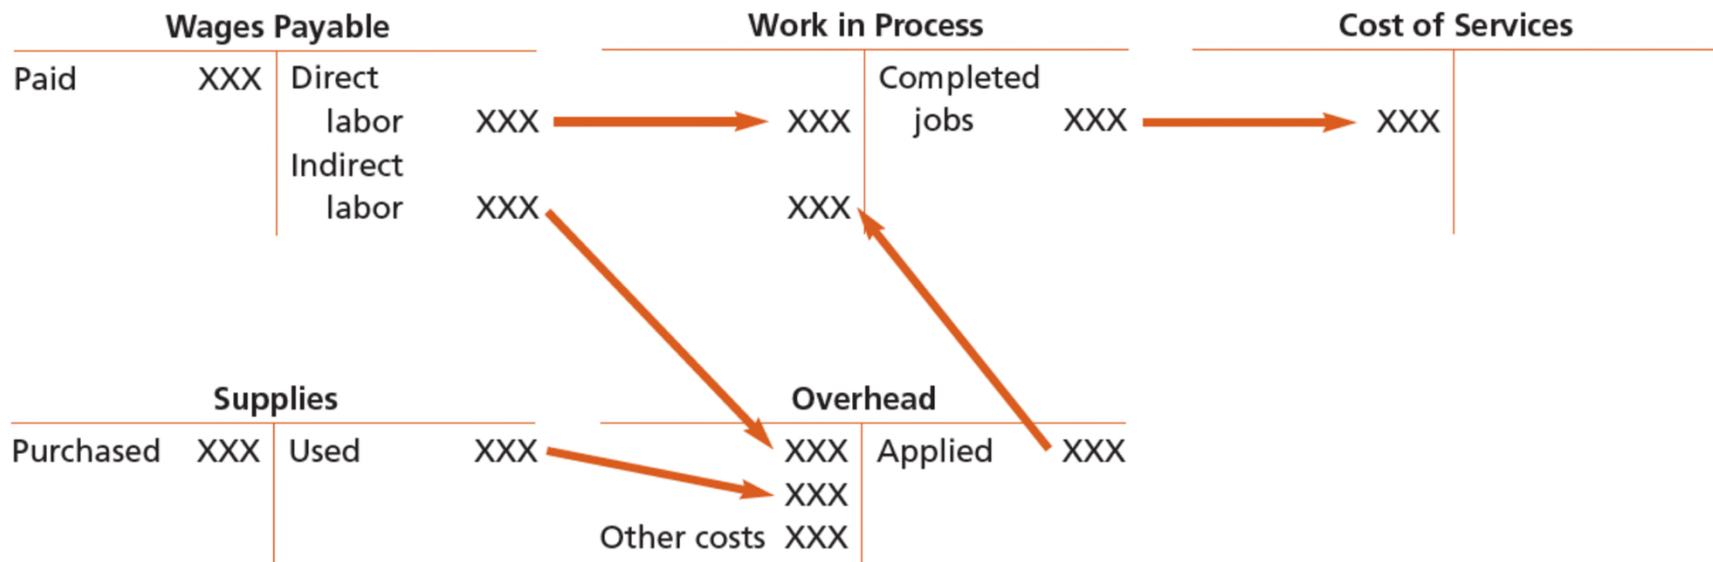 Wages Payable Work in Process Cost of Services
Paid XXX Direct Completed
labor XXX XXX jobs XXX XXX
Indirect
labor XXX XXX
Supplies Overhead
Purchased XXX Used XXX XXX Applied XXX
XXX
Other costs XXX